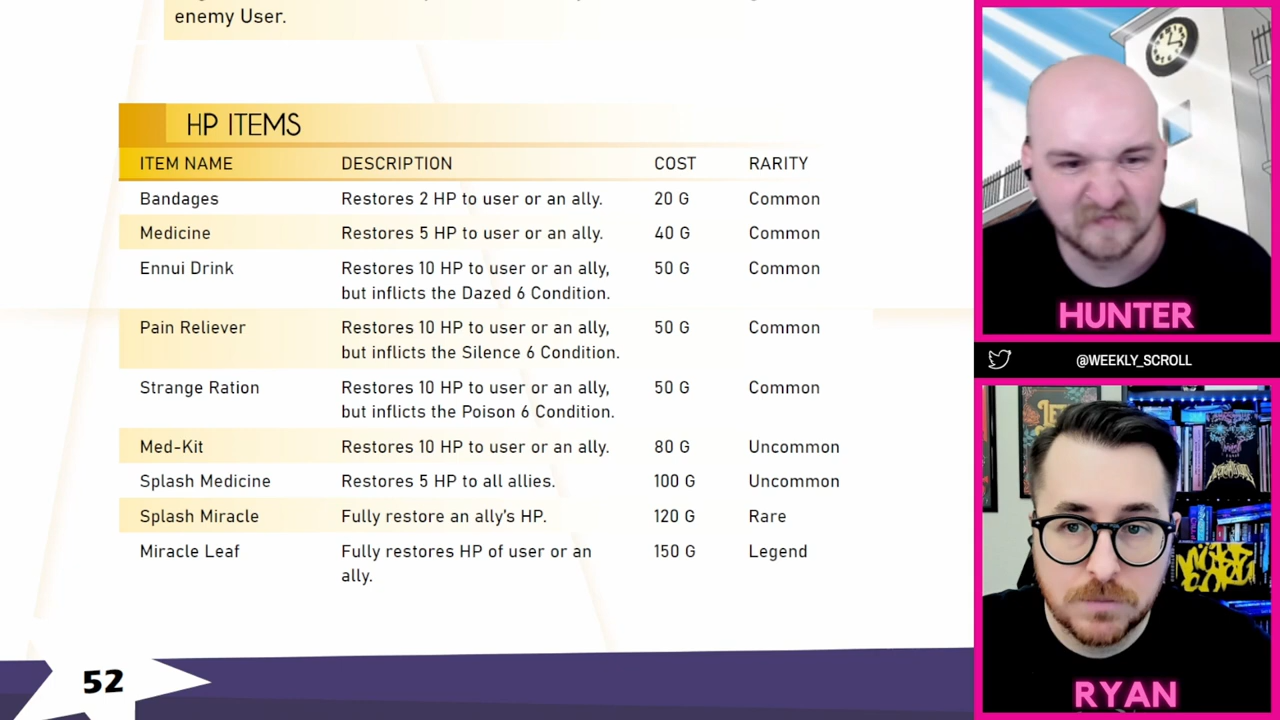 enemy User.
HP ITEMS
ITEM NAME DESCRIPTION COST RARITY
Bandages Restores 2 HP to user or an ally. 20 G Common
Medicine Restores 5 HP to user or an ally. 40 G Common
Ennui Drink Restores 10 HP to user or an ally, 50 G Common
but inflicts the Dazed 6 Condition.
Pain Reliever Restores 10 HP to user or an ally, 50 G Common
but inflicts the Silence 6 Condition.
Strange Ration Restores 10 HP to user or an ally, 50 G Common
but inflicts the Poison 6 Condition.
Med-Kit Restores 10 HP to user or an ally. 80 G Uncommon
Splash Medicine Restores 5 HP to all allies. 100 G Uncommon
Splash Miracle Fully restore an ally's HP. 120 G Rare
Miracle Leaf Fully restores HP of user or an 150 G Legend
ally.
52
HUNTER
@WEEKLY_SCROLL
RYAN